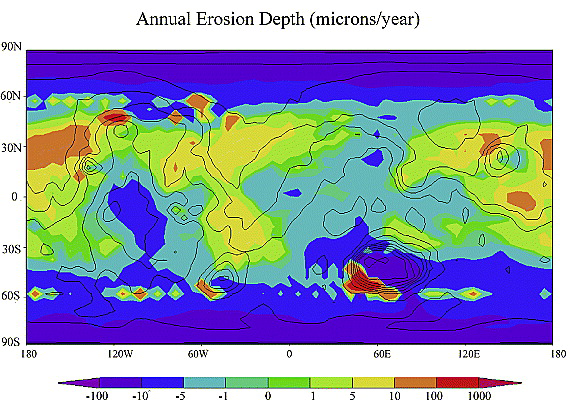 Annual Erosion Depth (microns/year)
90N
60N
30N
0
30S
60S
90S
180 120W 60W 0 60E 120E 180
-100 -10 -5 -1 0 1 5 10 100 1000